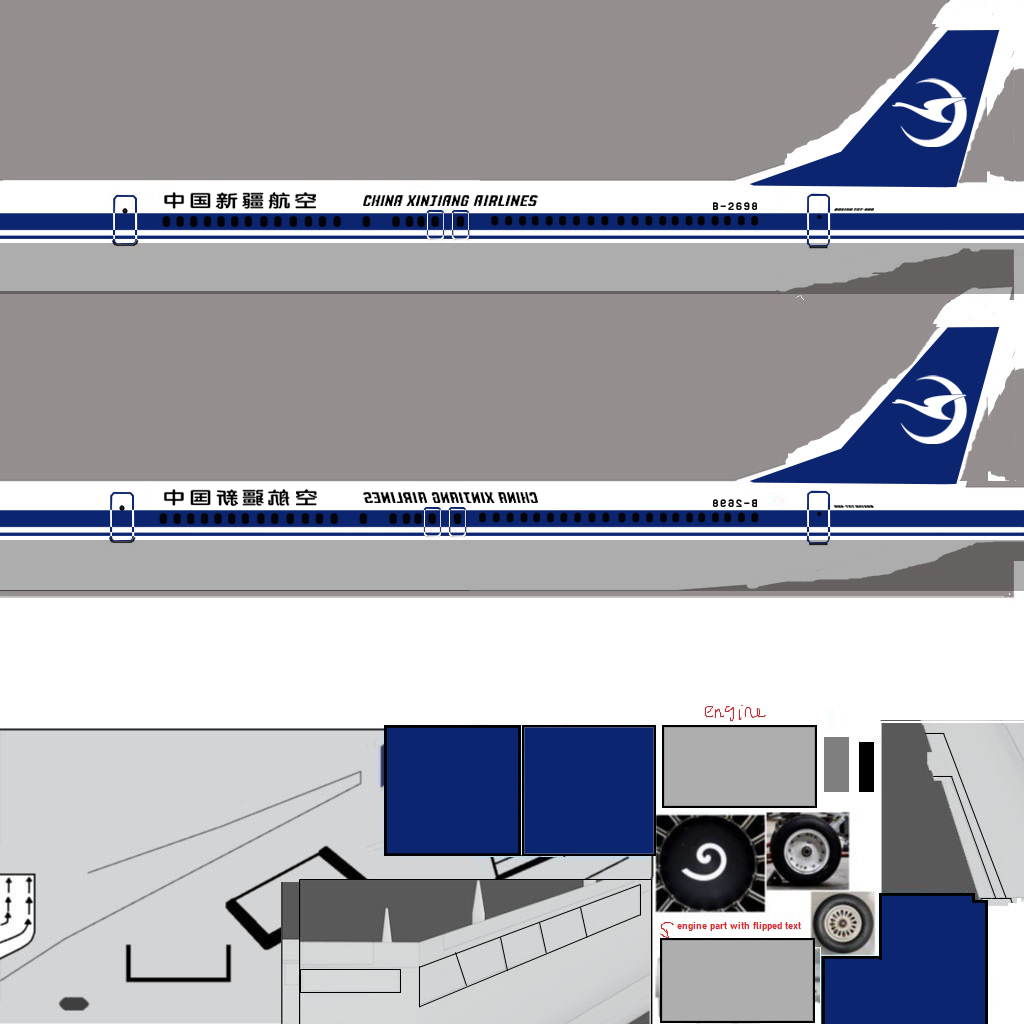 中国新疆航空
CHINA XINJIANG AIRLINES
B-2698
中国新疆航空
CHINA XINJIANG AIRLINES
B-2698
engine
engine part with flipped text